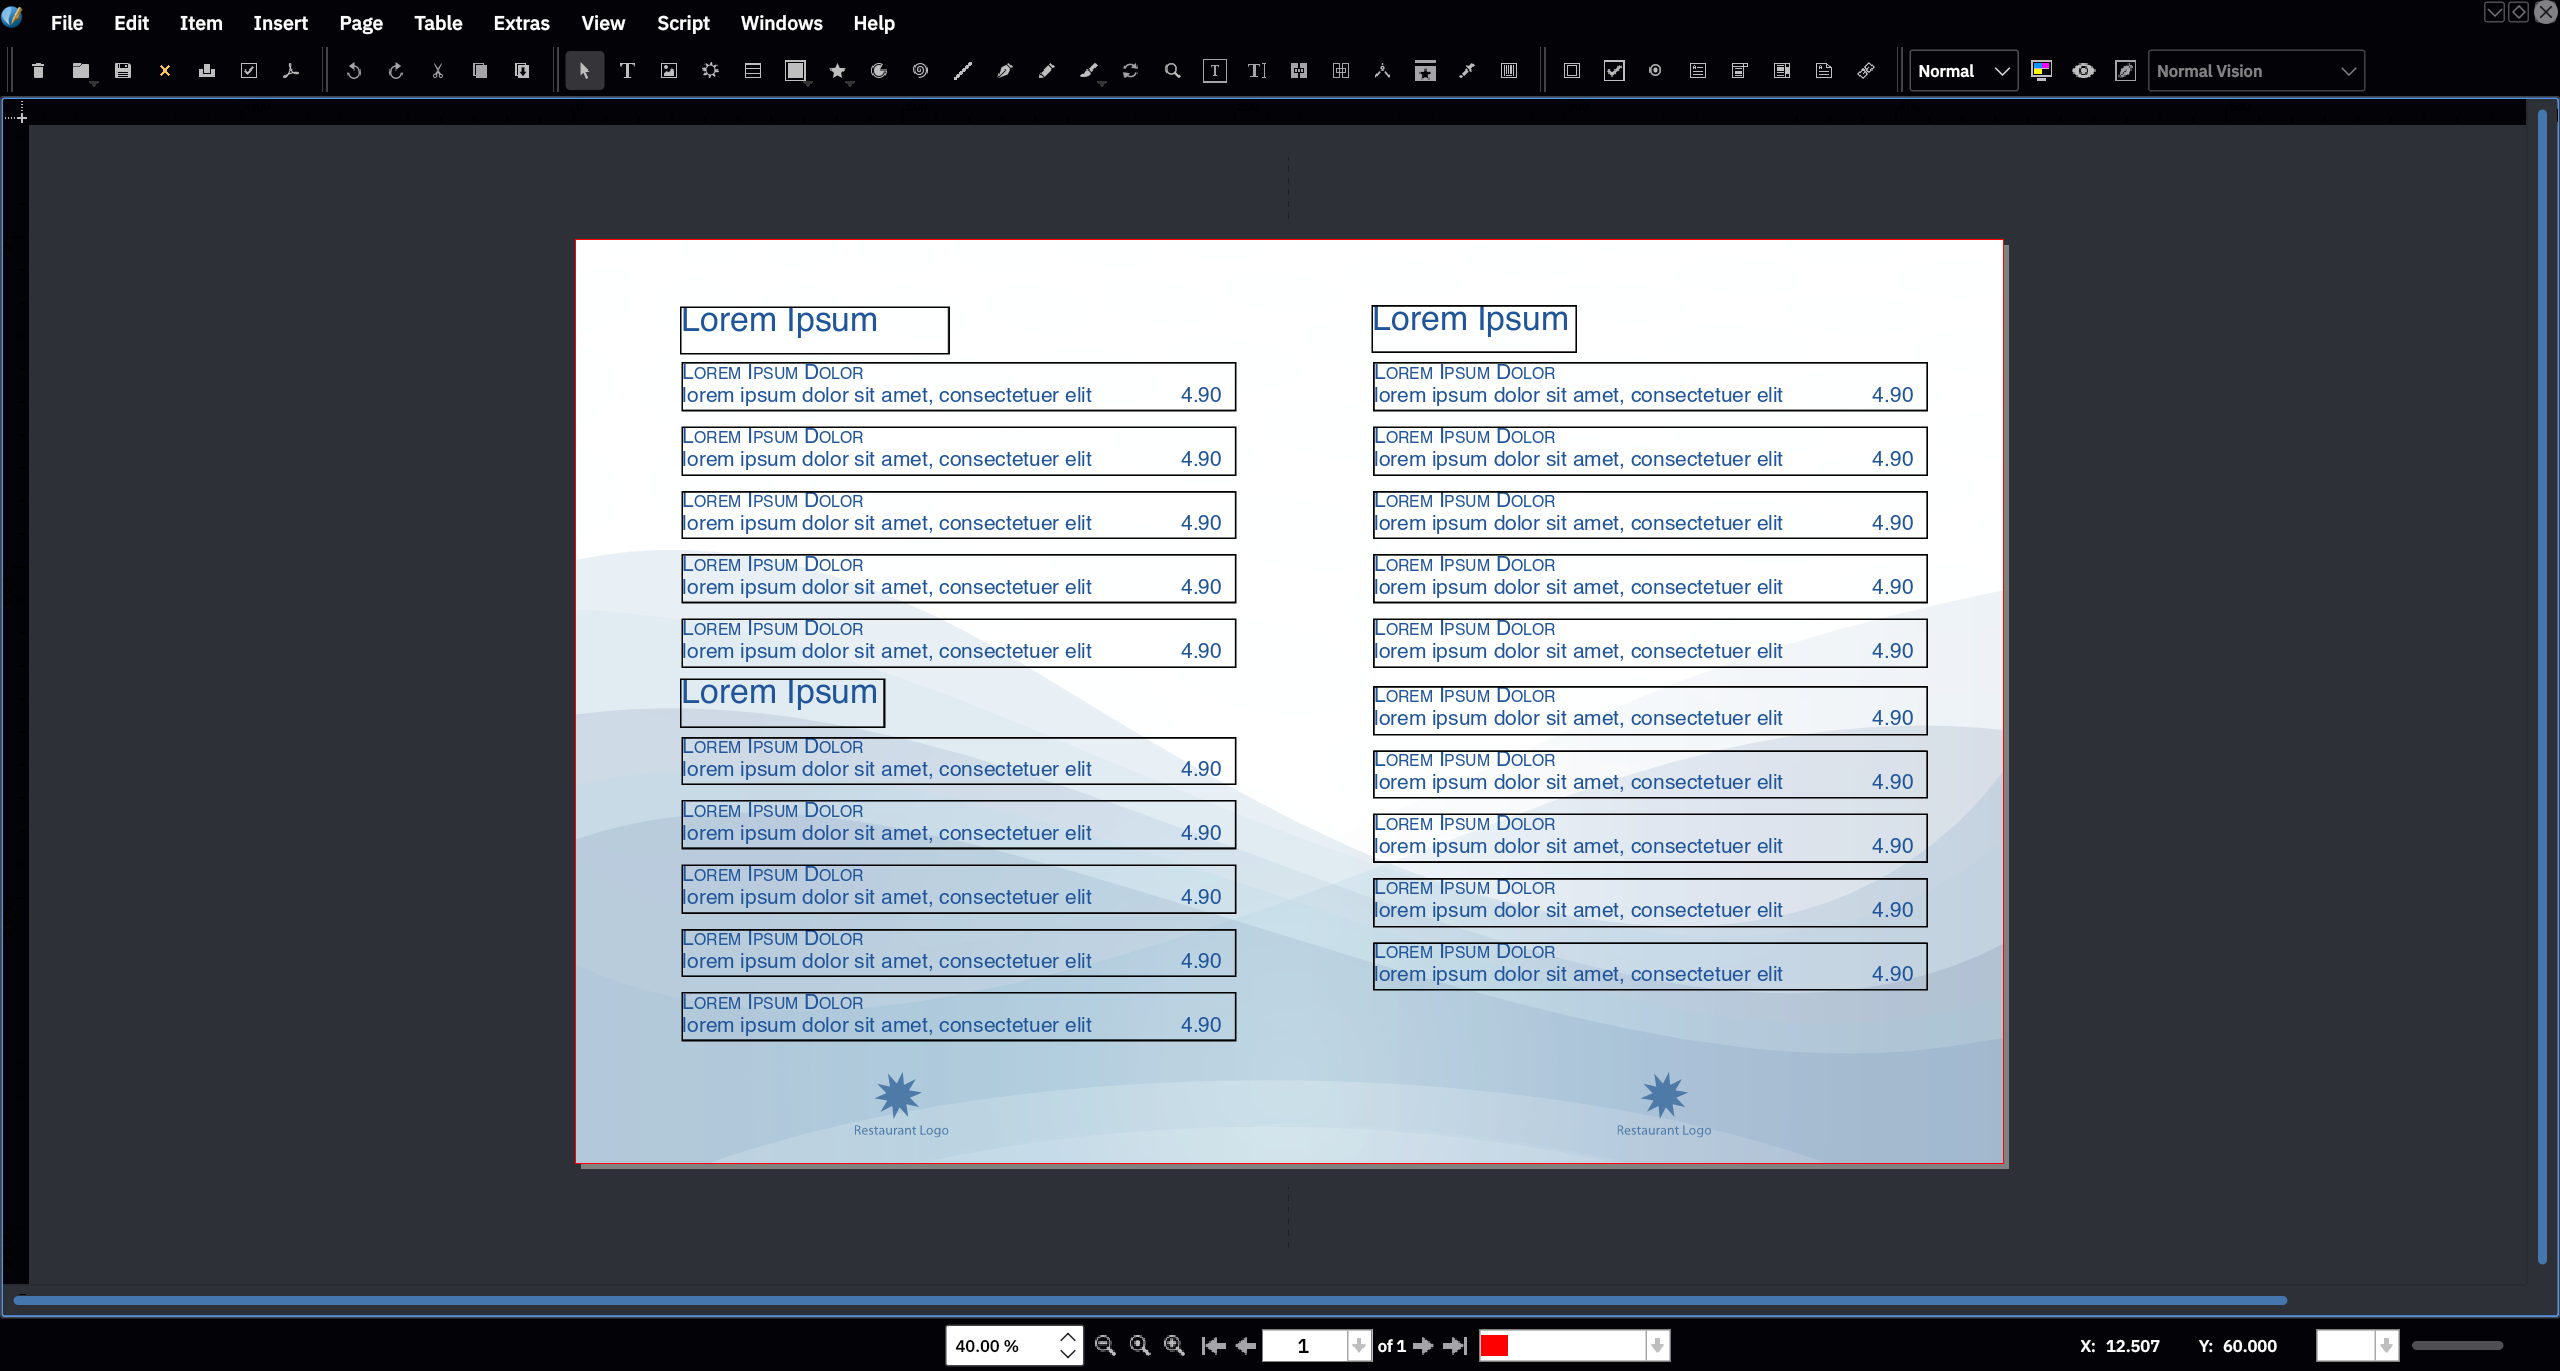 File Edit Item Insert Page Table Extras View Script Windows Help
Normal Normal Vision
Lorem Ipsum
Lorem Ipsum Dolor
lorem ipsum dolor sit amet, consectetuer elit 4.90
Lorem Ipsum Dolor
lorem ipsum dolor sit amet, consectetuer elit 4.90
Lorem Ipsum Dolor
lorem ipsum dolor sit amet, consectetuer elit 4.90
Lorem Ipsum Dolor
lorem ipsum dolor sit amet, consectetuer elit 4.90
Lorem Ipsum Dolor
lorem ipsum dolor sit amet, consectetuer elit 4.90
Lorem Ipsum
Lorem Ipsum Dolor
lorem ipsum dolor sit amet, consectetuer elit 4.90
Lorem Ipsum Dolor
lorem ipsum dolor sit amet, consectetuer elit 4.90
Lorem Ipsum Dolor
lorem ipsum dolor sit amet, consectetuer elit 4.90
Lorem Ipsum Dolor
lorem ipsum dolor sit amet, consectetuer elit 4.90
Lorem Ipsum Dolor
lorem ipsum dolor sit amet, consectetuer elit 4.90
Restaurant Logo
Lorem Ipsum
Lorem Ipsum Dolor
lorem ipsum dolor sit amet, consectetuer elit 4.90
Lorem Ipsum Dolor
lorem ipsum dolor sit amet, consectetuer elit 4.90
Lorem Ipsum Dolor
lorem ipsum dolor sit amet, consectetuer elit 4.90
Lorem Ipsum Dolor
lorem ipsum dolor sit amet, consectetuer elit 4.90
Lorem Ipsum Dolor
lorem ipsum dolor sit amet, consectetuer elit 4.90
Lorem Ipsum Dolor
lorem ipsum dolor sit amet, consectetuer elit 4.90
Lorem Ipsum Dolor
lorem ipsum dolor sit amet, consectetuer elit 4.90
Lorem Ipsum Dolor
lorem ipsum dolor sit amet, consectetuer elit 4.90
Lorem Ipsum Dolor
lorem ipsum dolor sit amet, consectetuer elit 4.90
Lorem Ipsum Dolor
lorem ipsum dolor sit amet, consectetuer elit 4.90
Restaurant Logo
40.00 % 1 of 1 X: 12.507 Y: 60.000